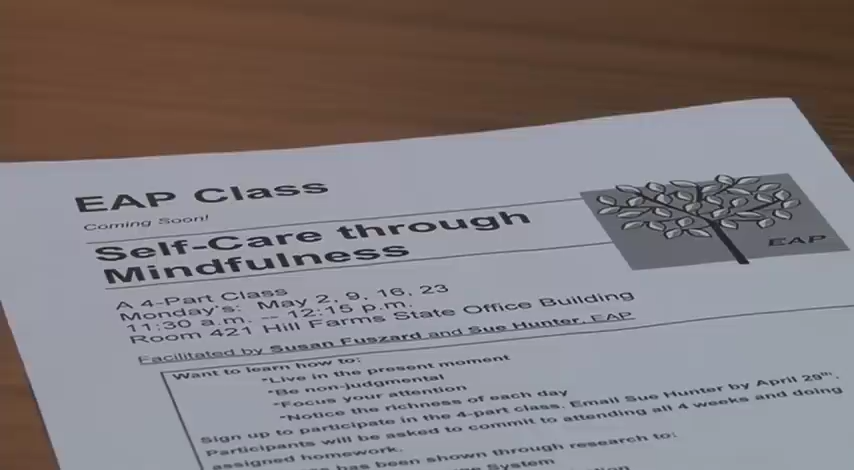 EAP Class
Coming Soon!
Self-Care through
Mindfulness
EAP
A 4-Part Class
Monday's: May 2, 9, 16, 23
11:30 a.m. -- 12:15 p.m.
Room 421 Hill Farms State Office Building
Facilitated by Susan Fuszard and Sue Hunter, EAP
Want to learn how to:
*Live in the present moment
*Be non-judgmental
*Focus your attention
*Notice the richness of each day
Sign up to participate in the 4-part class. Email Sue Hunter by April 29th.
Participants will be asked to commit to attending all 4 weeks and doing
assigned homework.
has been shown through research to:
System